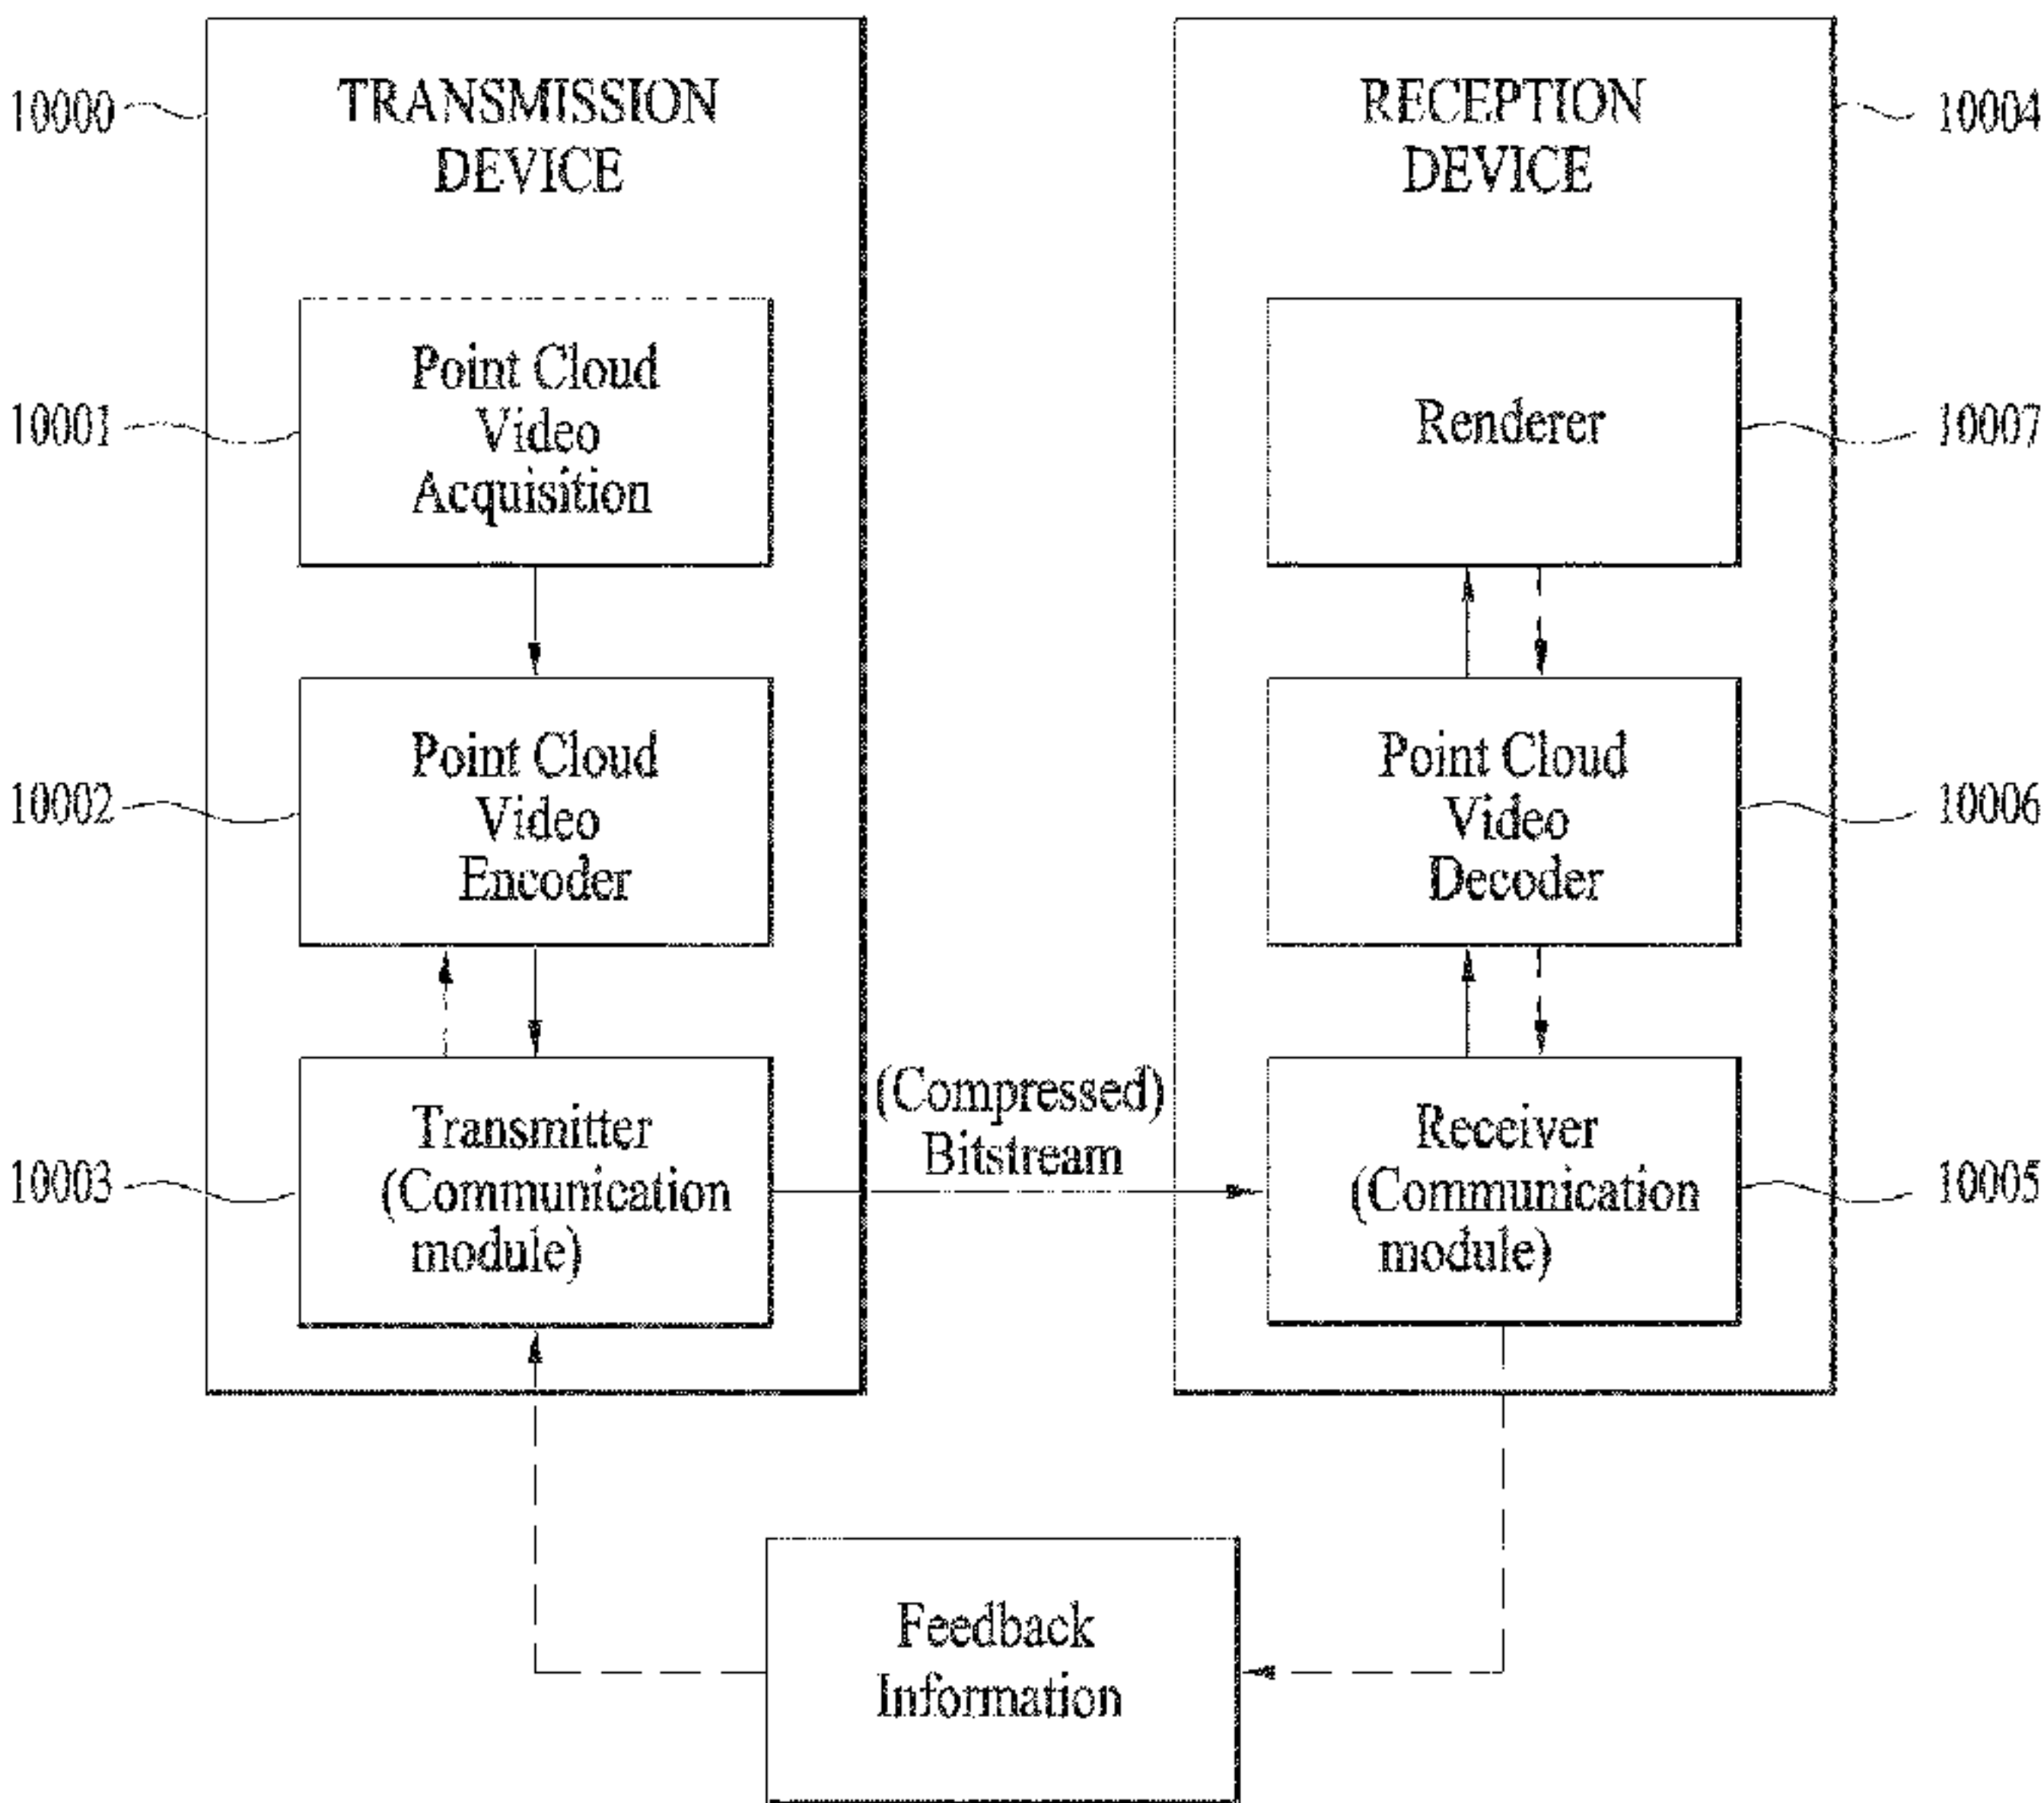 TRANSMISSION
DEVICE
10000
Point Cloud
Video
Acquisition
10001
Point Cloud
Video
Encoder
10002
Transmitter
(Communication
module)
10003
(Compressed)
Bitstream
RECEPTION
DEVICE
10004
Renderer
10007
Point Cloud
Video
Decoder
10006
Receiver
(Communication
module)
10005
Feedback
Information